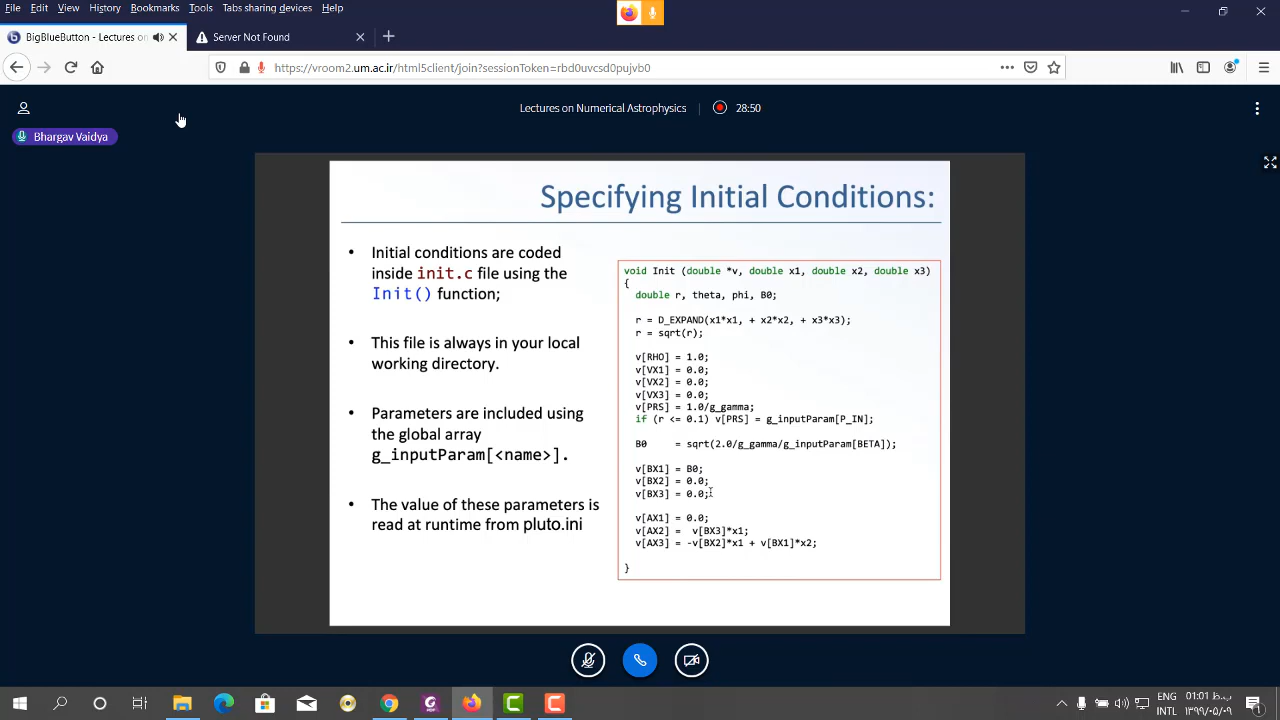 File Edit View History Bookmarks Tools Tabs sharing devices Help
BigBlueButton - Lectures on
Server Not Found
https://vroom2.um.ac.ir/html5client/join?sessionToken=rbd0uvcsd0pujvb0
Lectures on Numerical Astrophysics
28:50
Bhargav Vaidya
Specifying Initial Conditions:
• Initial conditions are coded
inside init.c file using the
Init() function;
• This file is always in your local
working directory.
• Parameters are included using
the global array
g_inputParam[<name>].
• The value of these parameters is
read at runtime from pluto.ini
void Init (double *v, double x1, double x2, double x3)
{
double r, theta, phi, B0;
r = D_EXPAND(x1*x1, + x2*x2, + x3*x3);
r = sqrt(r);
v[RHO] = 1.0;
v[VX1] = 0.0;
v[VX2] = 0.0;
v[VX3] = 0.0;
v[PRS] = 1.0/g_gamma;
if (r <= 0.1) v[PRS] = g_inputParam[P_IN];
B0 = sqrt(2.0/g_gamma/g_inputParam[BETA]);
v[BX1] = B0;
v[BX2] = 0.0;
v[BX3] = 0.0;
v[AX1] = 0.0;
v[AX2] = v[BX3]*x1;
v[AX3] = -v[BX2]*x1 + v[BX1]*x2;
}
ENG
INTL
01:01 ب.ظ
۱۳۹۹/۰۵/۰۹